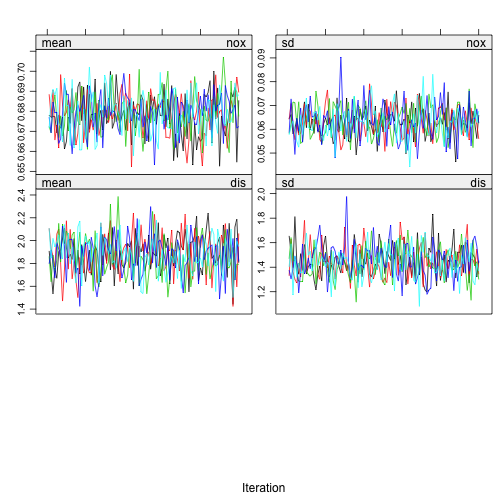 mean nox
sd nox
0.65 0.66 0.67 0.68 0.69 0.70
0.05 0.06 0.07 0.08 0.09
mean dis
sd dis
1.4 1.6 1.8 2.0 2.2 2.4
1.2 1.4 1.6 1.8 2.0
Iteration